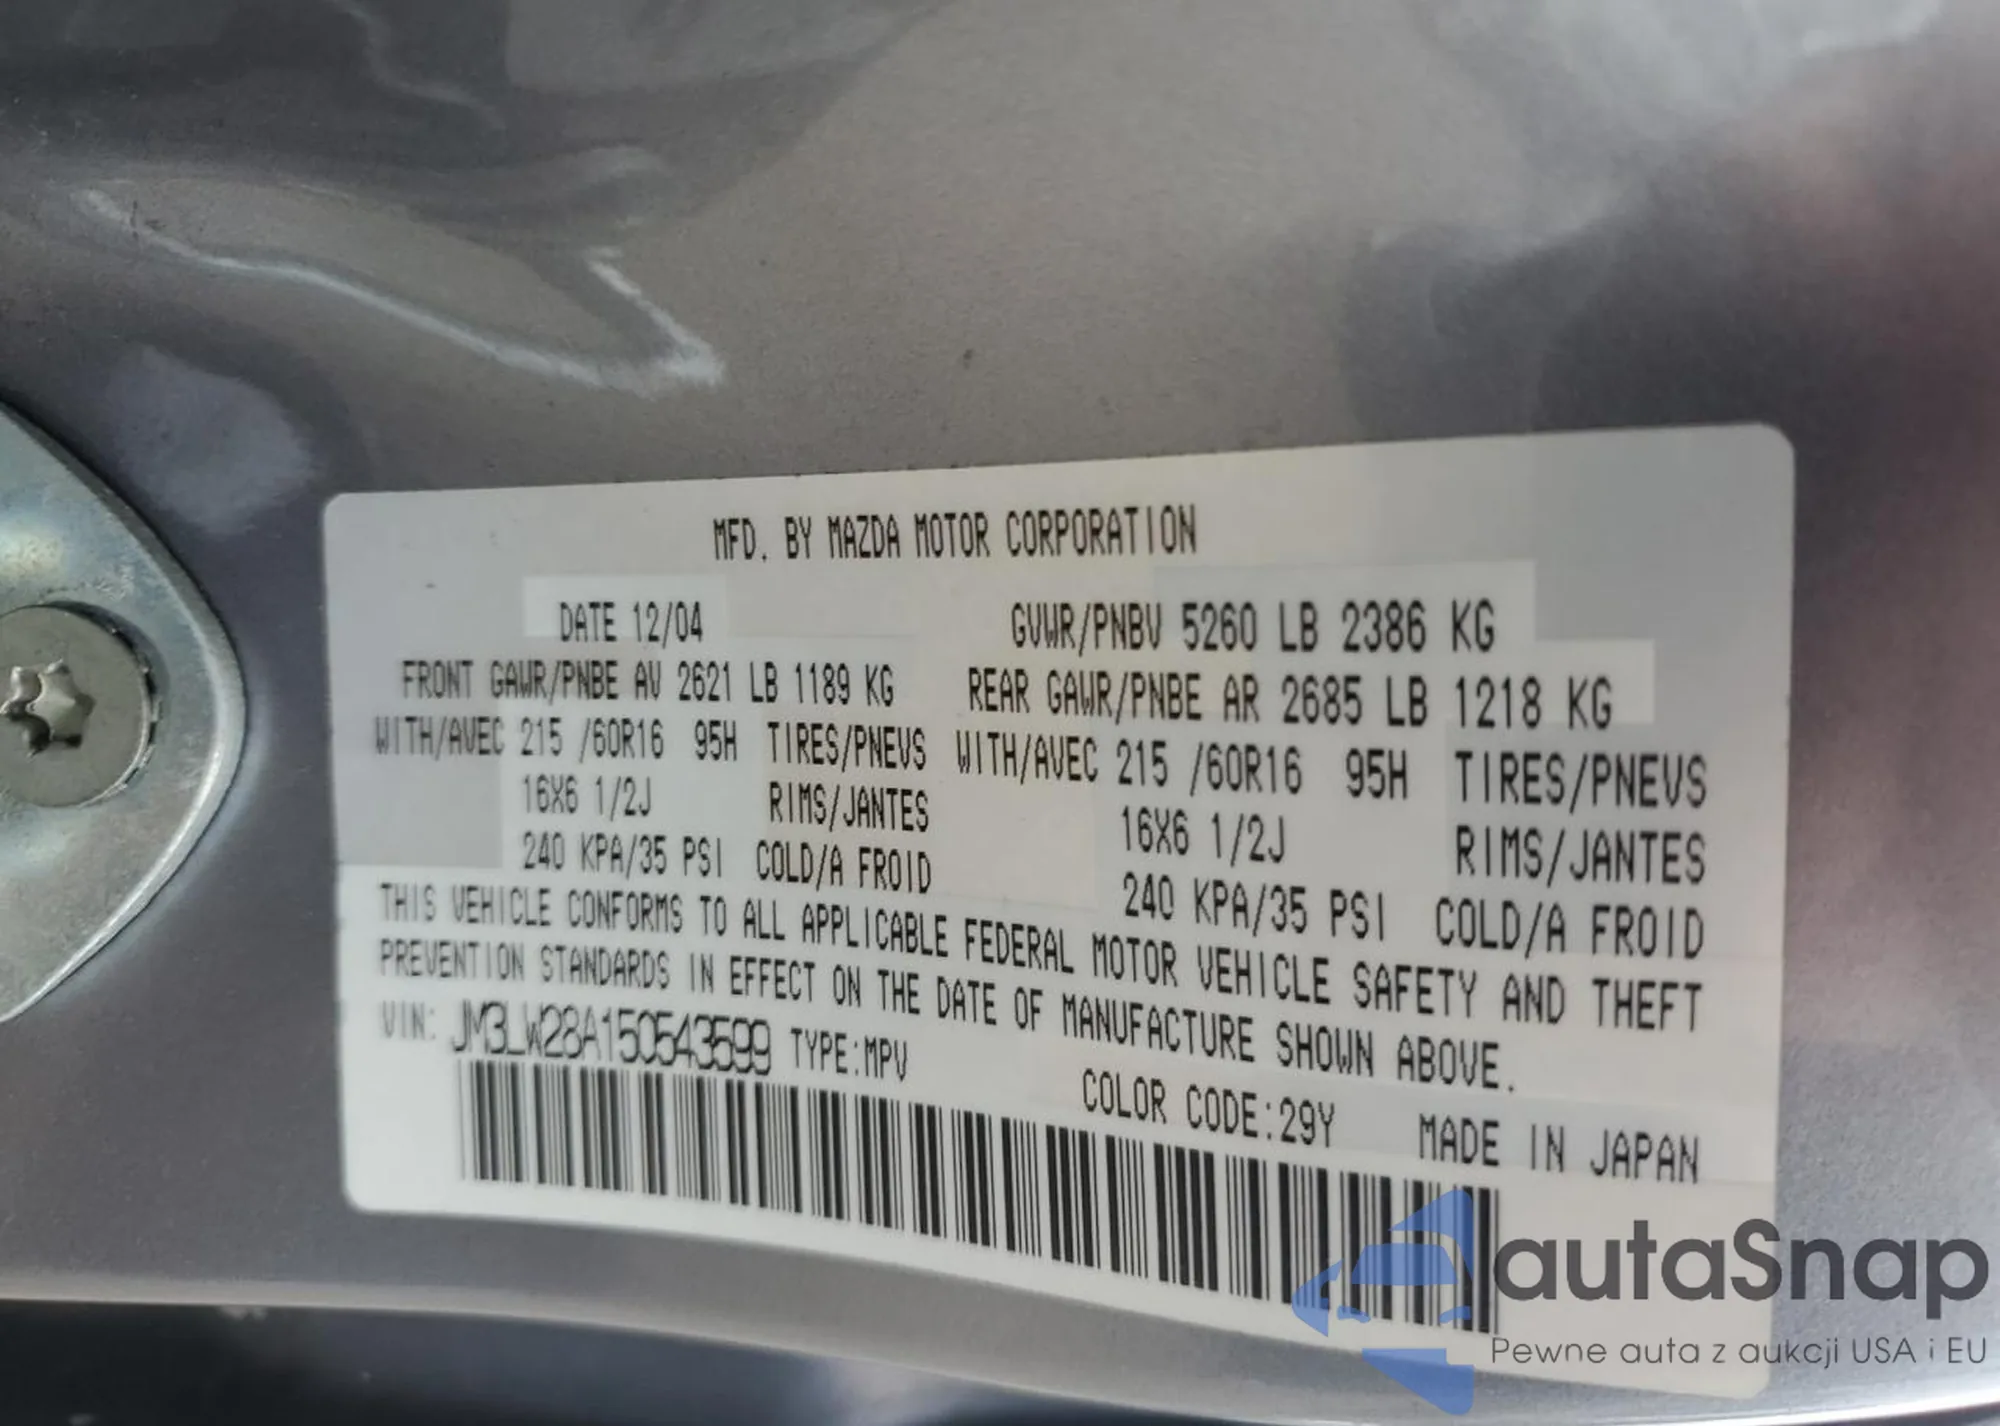 MFD. BY MAZDA MOTOR CORPORATION
DATE 12/04 GVWR/PNBV 5260 LB 2386 KG
FRONT GAWR/PNBE AV 2621 LB 1189 KG REAR GAWR/PNBE AR 2685 LB 1218 KG
WITH/AVEC 215 /60R16 95H TIRES/PNEVS WITH/AVEC 215 /60R16 95H TIRES/PNEVS
16X6 1/2J RIMS/JANTES 16X6 1/2J RIMS/JANTES
240 KPA/35 PSI COLD/A FROID 240 KPA/35 PSI COLD/A FROID
THIS VEHICLE CONFORMS TO ALL APPLICABLE FEDERAL MOTOR VEHICLE SAFETY AND THEFT
PREVENTION STANDARDS IN EFFECT ON THE DATE OF MANUFACTURE SHOWN ABOVE.
VIN: JM3LW28A150543599 TYPE:MPV
COLOR CODE:29Y MADE IN JAPAN
autaSnap
Pewne auta z aukcji USA i EU